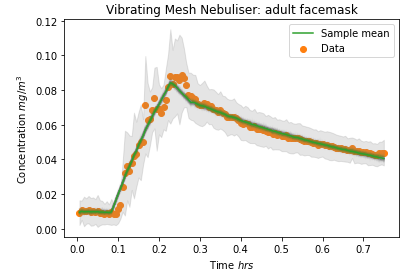 Vibrating Mesh Nebuliser: adult facemask
0.12
0.10
0.08
0.06
0.04
0.02
0.00
Concentration mg/m³
Sample mean
Data
0.0 0.1 0.2 0.3 0.4 0.5 0.6 0.7
Time hrs